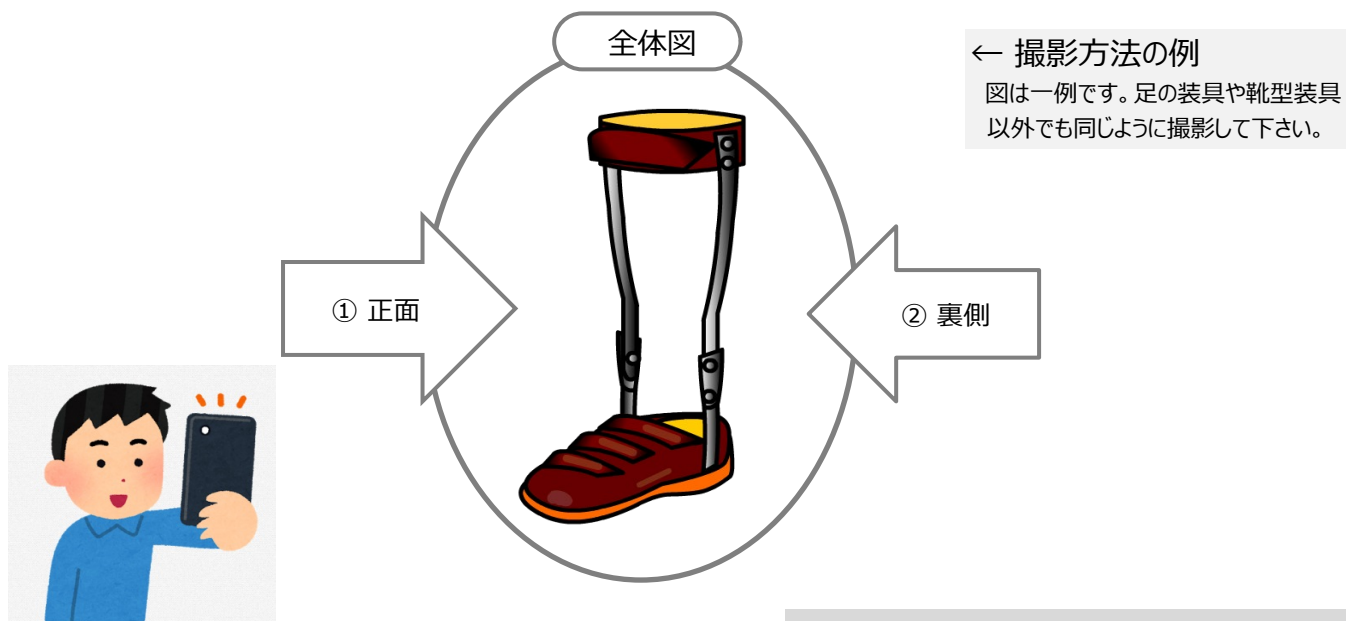 全体図
← 撮影方法の例
図は一例です。足の装具や靴型装具
以外でも同じように撮影して下さい。
① 正面
② 裏側